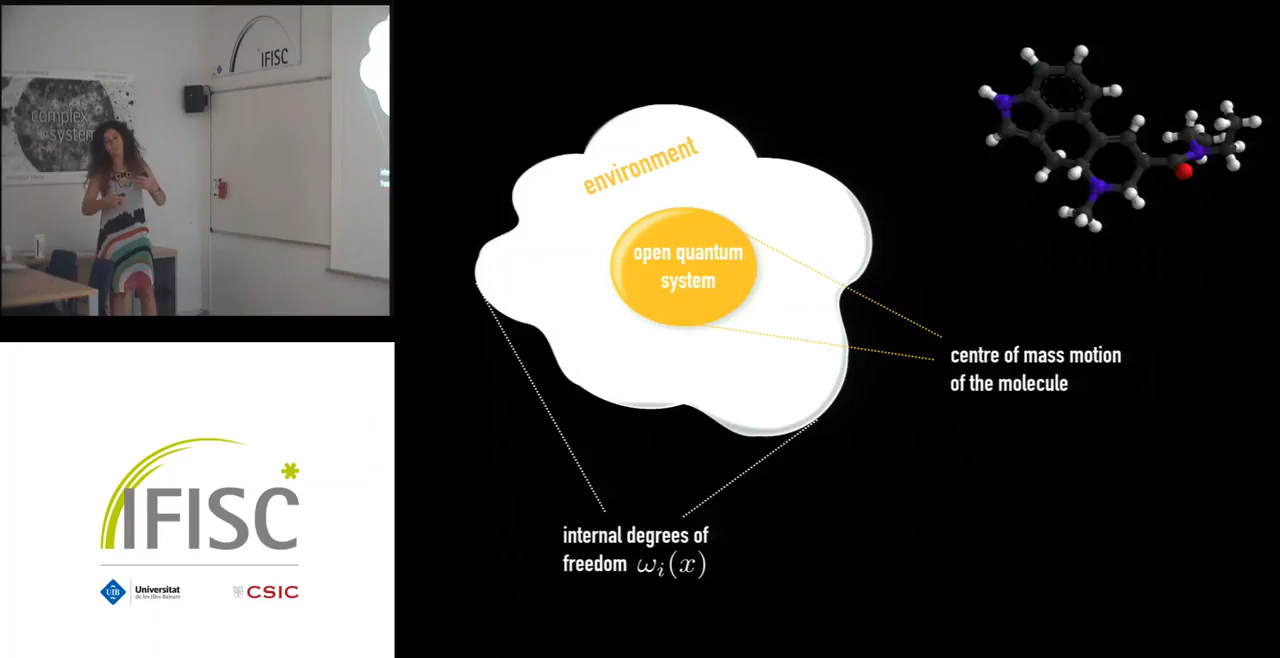 complex
system
IFISC
environment
open quantum
system
centre of mass motion
of the molecule
internal degrees of
freedom ωᵢ(x)
IFISC
UIB
Universitat
de les Illes Balears
CSIC